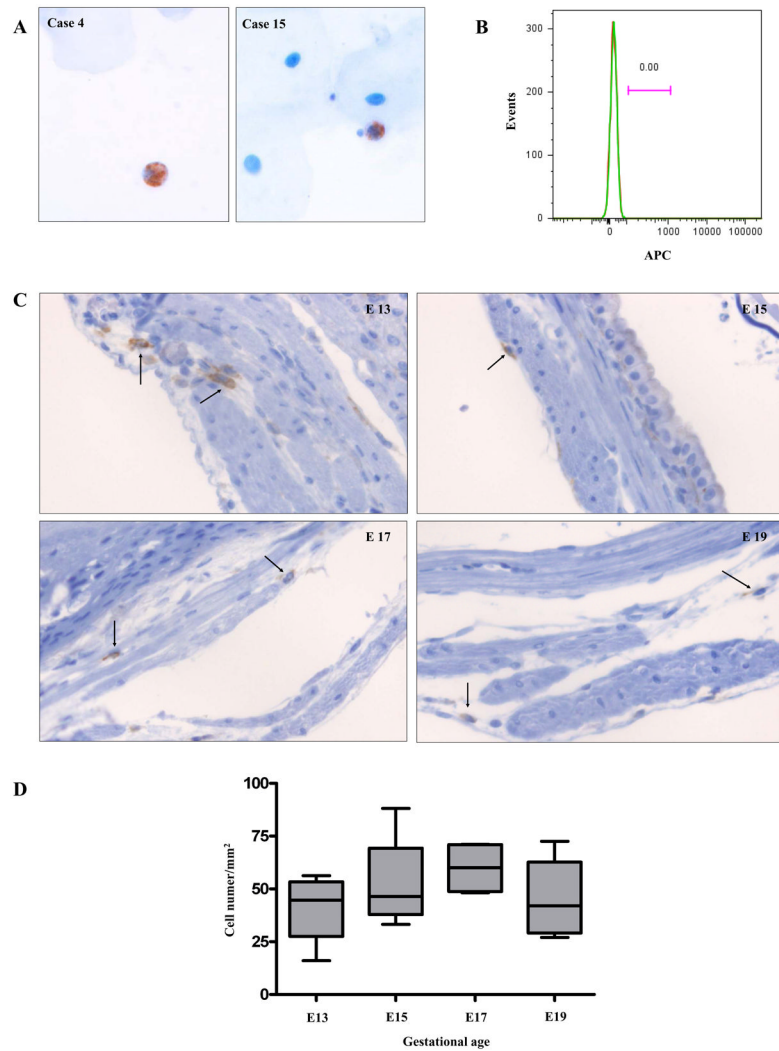 A
Case 4
Case 15
B
300
200
100
0
Events
0.00
0 1000 10000 100000
APC
C
E 13
E 15
E 17
E 19
D
100
75
50
25
0
Cell numer/mm²
E13 E15 E17 E19
Gestational age